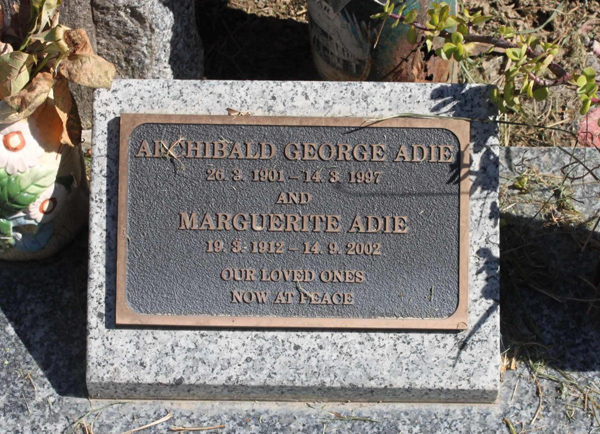 ARCHIBALD GEORGE ADIE
26. 3. 1901 – 14. 3. 1997
AND
MARGUERITE ADIE
19. 3. 1912 – 14. 9. 2002
OUR LOVED ONES
NOW AT PEACE